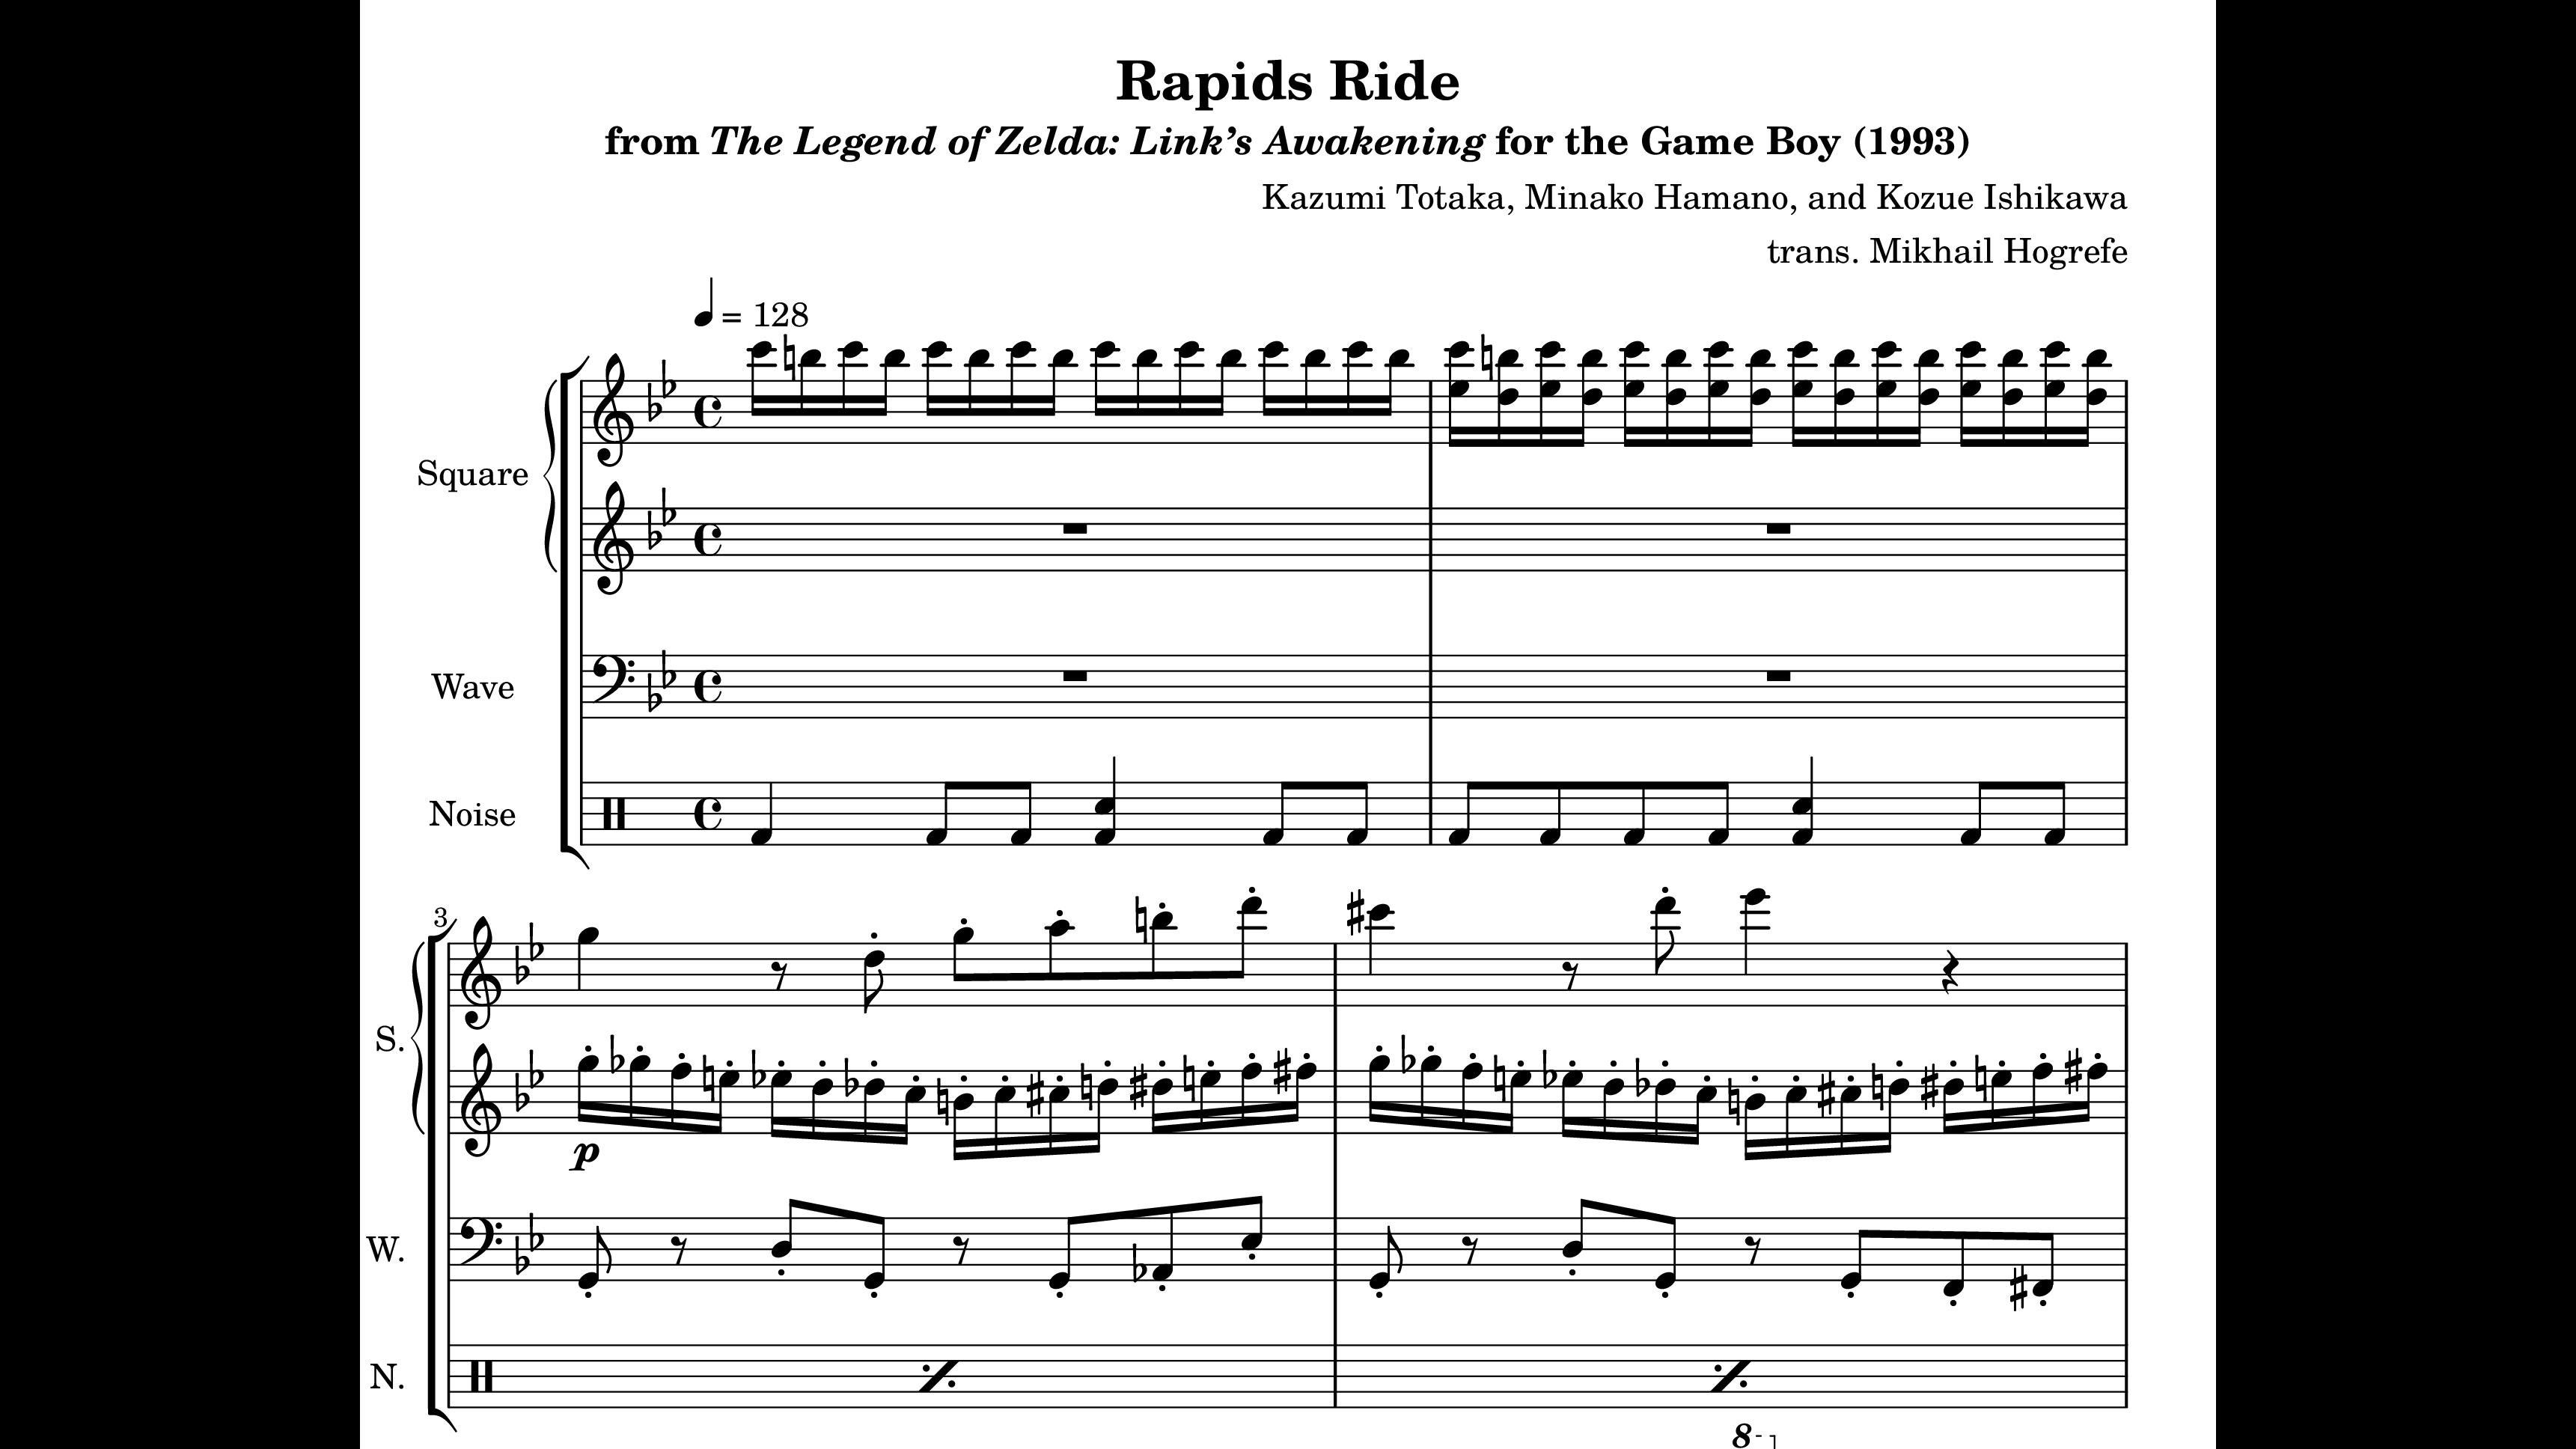 Rapids Ride
from The Legend of Zelda: Link’s Awakening for the Game Boy (1993)
Kazumi Totaka, Minako Hamano, and Kozue Ishikawa
trans. Mikhail Hogrefe
= 128
Square
Wave
Noise
3
S.
p
W.
N.
8